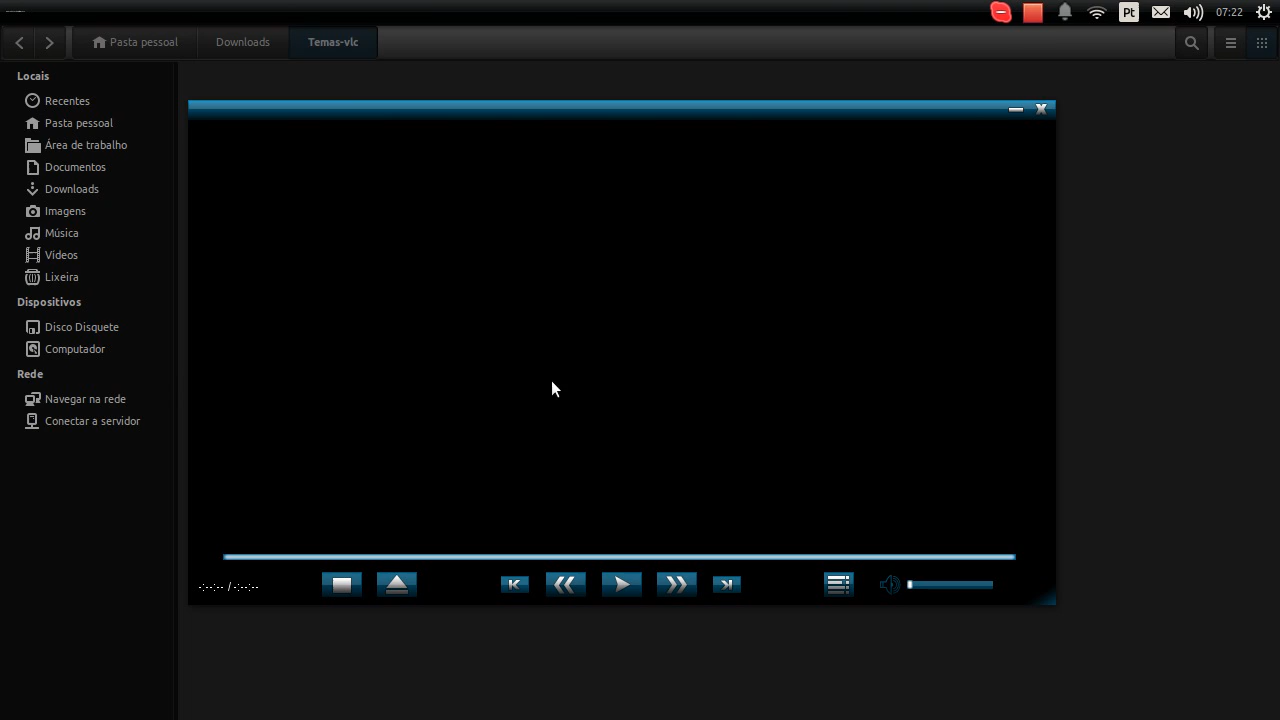 Pt
07:22
Pasta pessoal
Downloads
Temas-vlc
Locais
Recentes
Pasta pessoal
Área de trabalho
Documentos
Downloads
Imagens
Música
Vídeos
Lixeira
Dispositivos
Disco Disquete
Computador
Rede
Navegar na rede
Conectar a servidor
-:--:-- / -:--:--